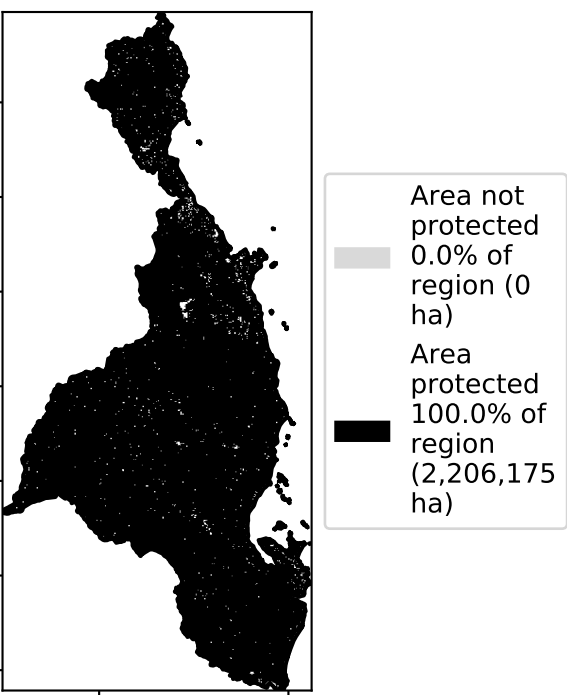 Area not
protected
0.0% of
region (0
ha)
Area
protected
100.0% of
region
(2,206,175
ha)